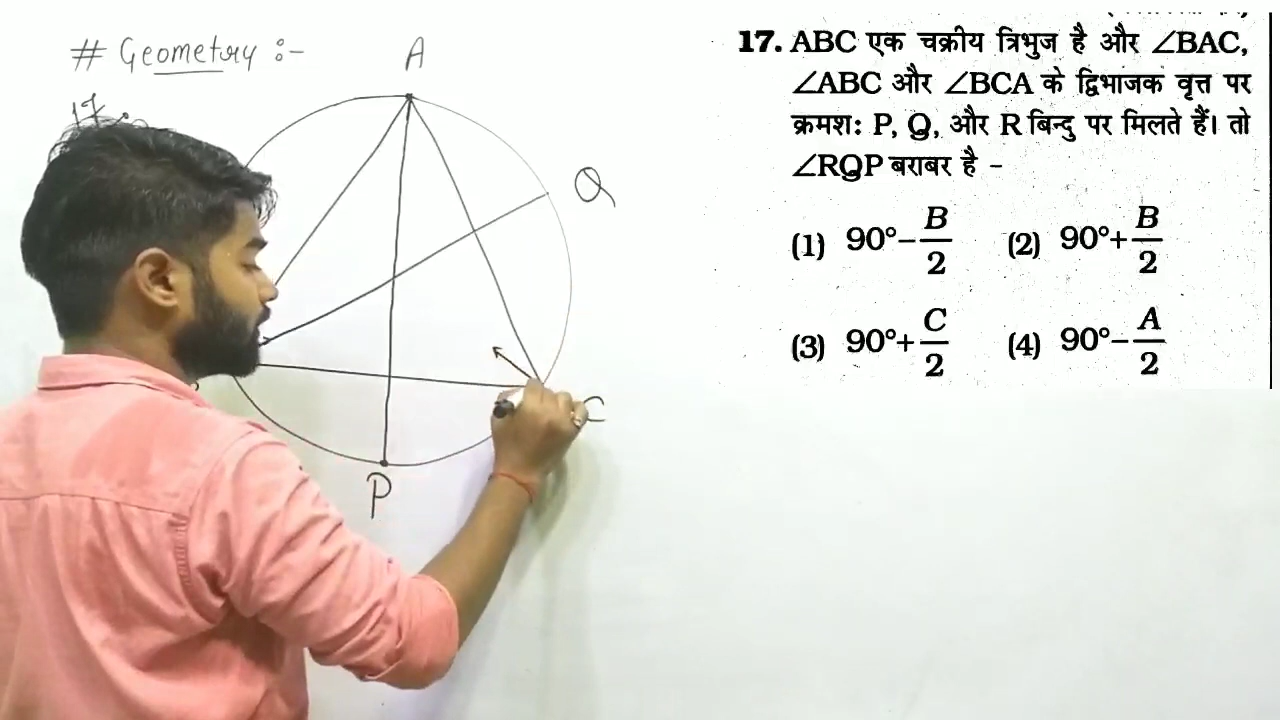 # Geometry :-
17.
A
Q
C
P
17. ABC एक चक्रीय त्रिभुज है और ∠BAC,
∠ABC और ∠BCA के द्विभाजक वृत्त पर
क्रमश: P, Q, और R बिन्दु पर मिलते हैं। तो
∠RQP बराबर है –
(1) 90°–B/2 (2) 90°+B/2
(3) 90°+C/2 (4) 90°–A/2